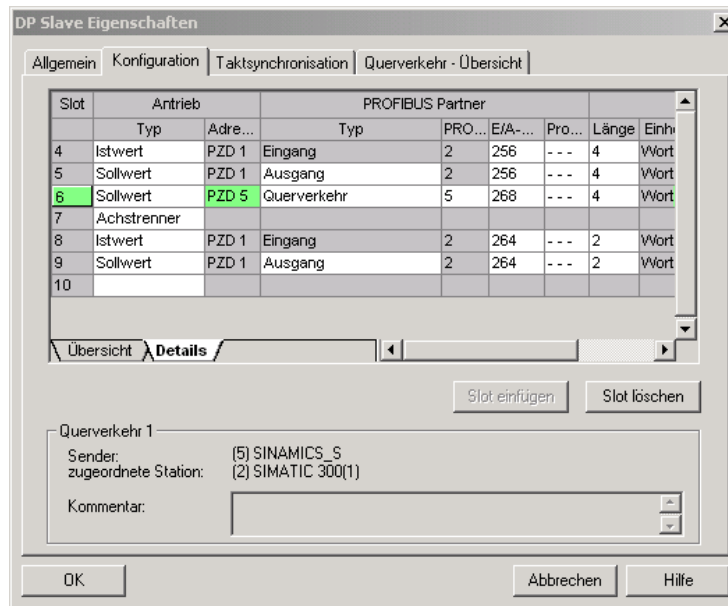 DP Slave Eigenschaften
Allgemein Konfiguration Taktsynchronisation Querverkehr - Übersicht
Slot Antrieb PROFIBUS Partner
Typ Adre... Typ PRO... E/A-... Pro... Länge Einh
4 Istwert PZD 1 Eingang 2 256 - - - 4 Wort
5 Sollwert PZD 1 Ausgang 2 256 - - - 4 Wort
6 Sollwert PZD 5 Querverkehr 5 268 - - - 4 Wort
7 Achstrenner
8 Istwert PZD 1 Eingang 2 264 - - - 2 Wort
9 Sollwert PZD 1 Ausgang 2 264 - - - 2 Wort
10
Übersicht Details
Slot einfügen Slot löschen
Querverkehr 1
Sender: (5) SINAMICS_S
zugeordnete Station: (2) SIMATIC 300(1)
Kommentar:
OK Abbrechen Hilfe